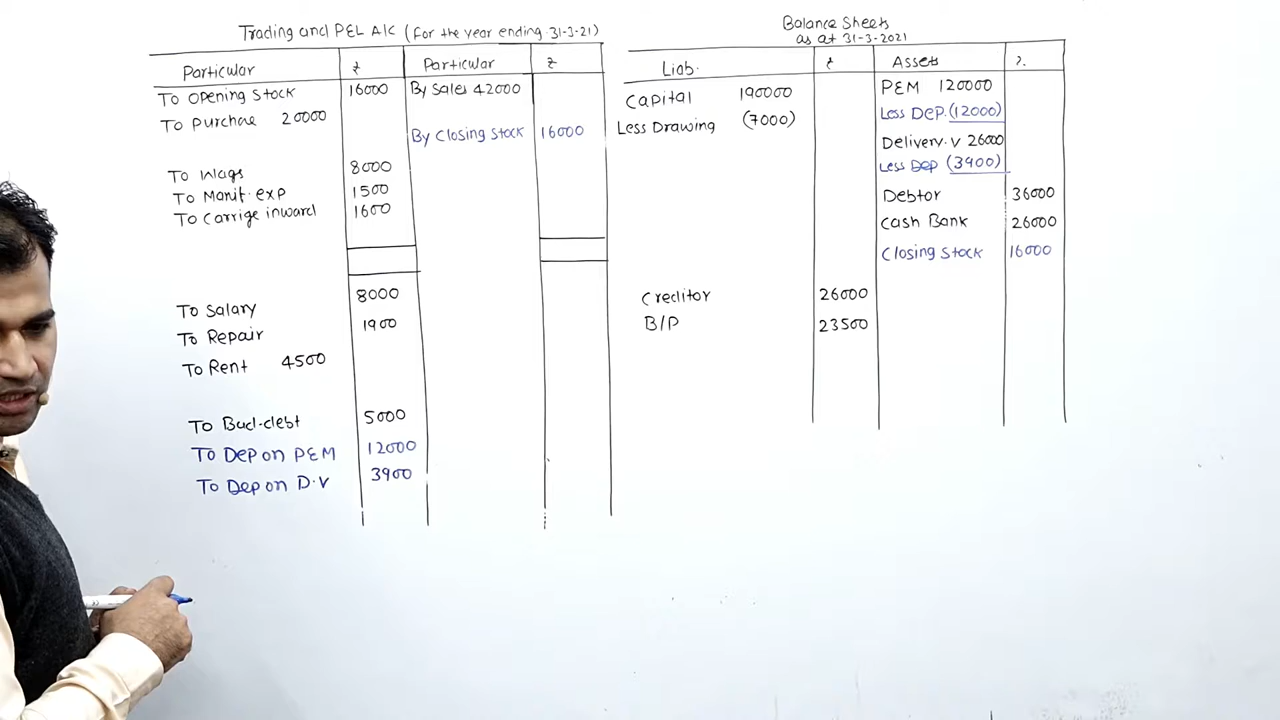 Trading and P&L A/C (for the year ending 31-3-21)
Particular ₹ Particular ₹
To opening stock 16000 By Sales 42000
To purchae 20000
By Closing Stock 16000
To Wags 8000
To Manit. exp 1500
To Carrige inward 1600
To Salary 8000
To Repair 1900
To Rent 4500
To Bad-debt 5000
To Dep on P&M 12000
To Dep on D.V 3900
Balance Sheets
as at 31-3-2021
Liab. ₹ Assets ₹
Capital 190000 P&M 120000
Less Drawing (7000) Less Dep. (12000)
Delivery. v 26000
Less Dep (3900)
Debtor 36000
Cash Bank 26000
Closing Stock 16000
Creditor 26000
B/P 23500